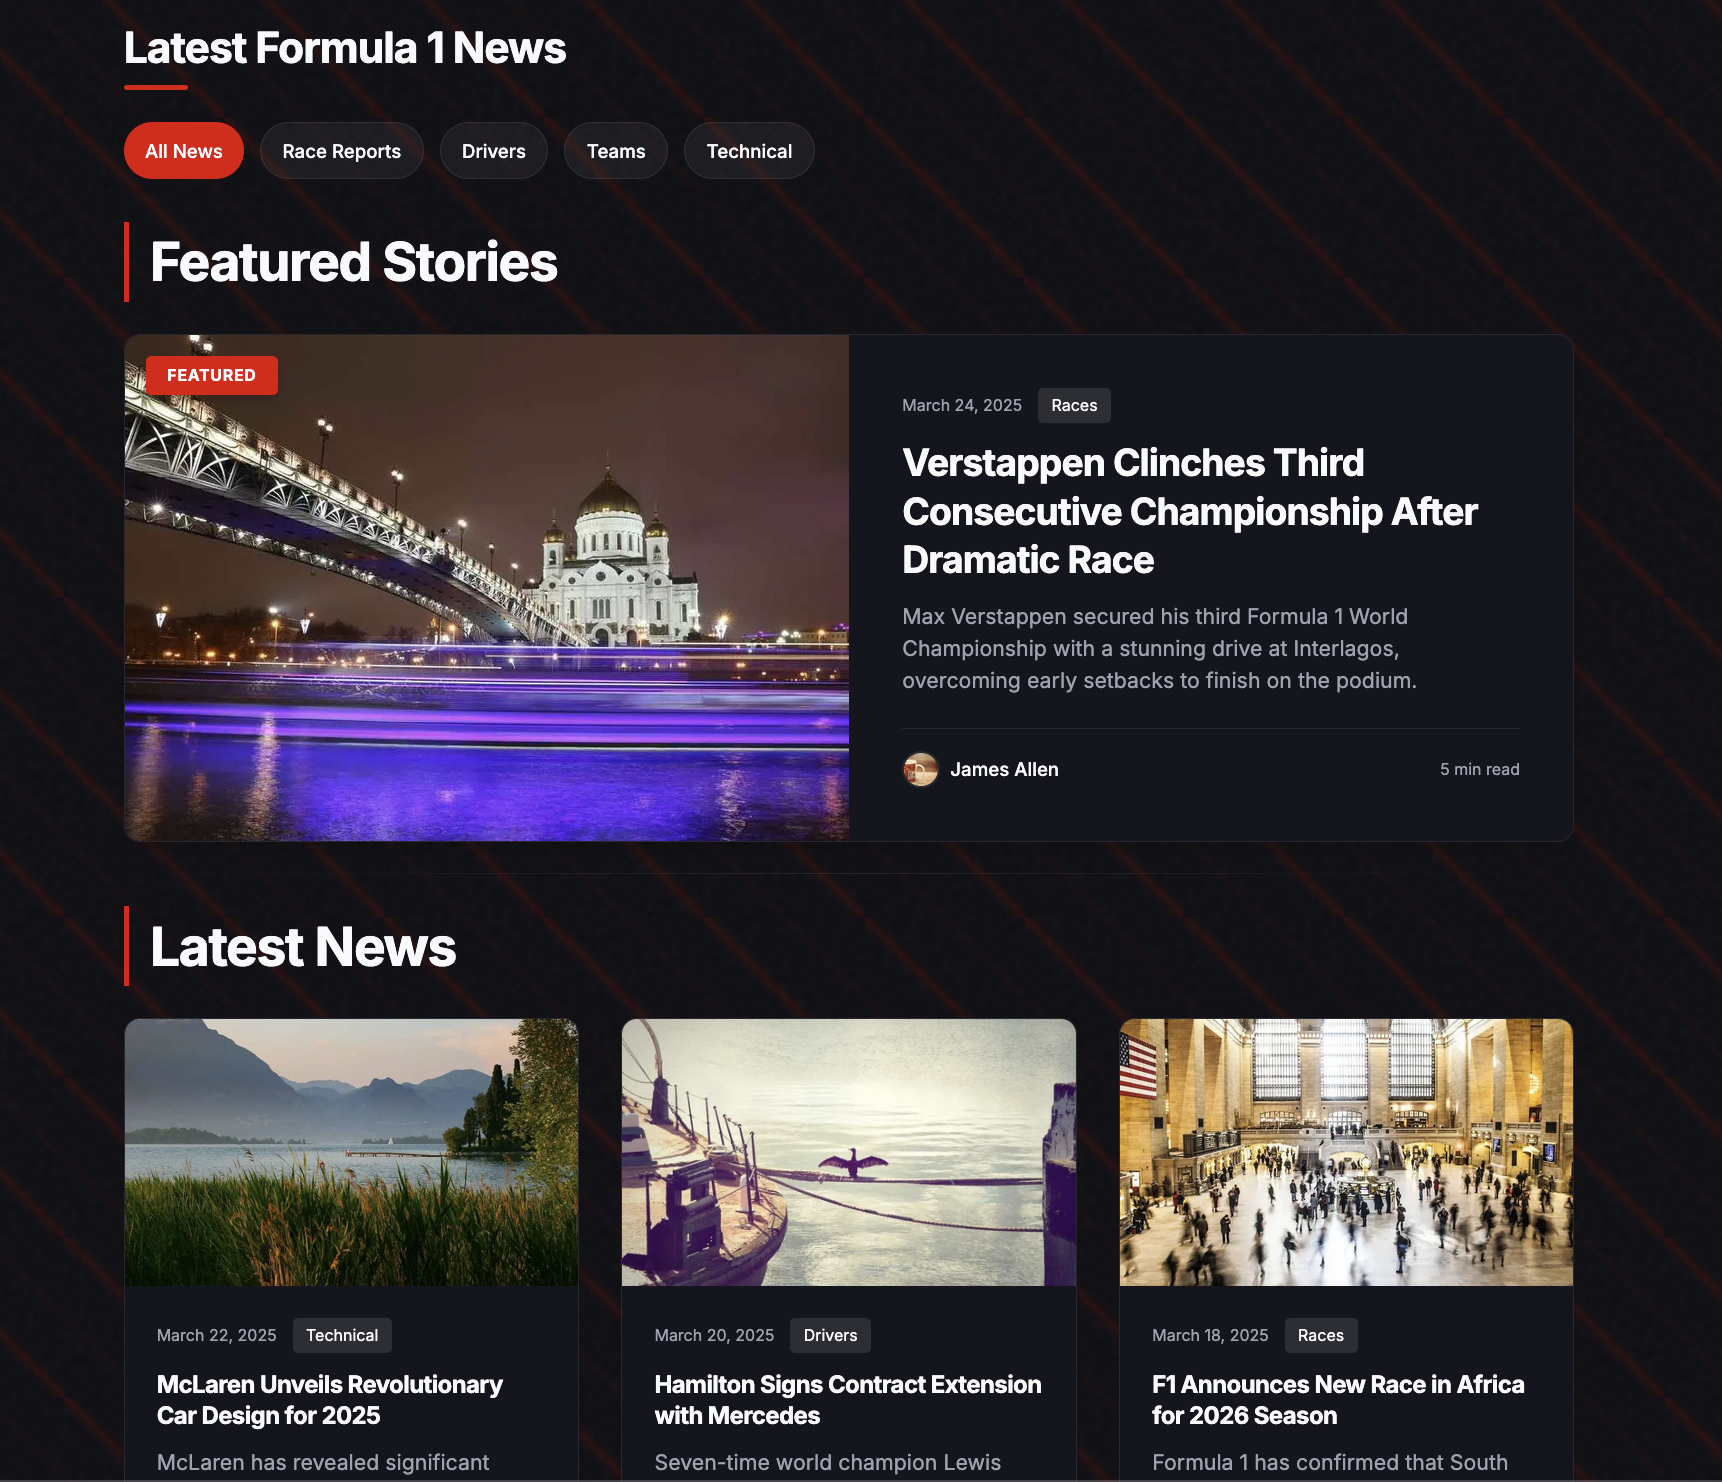 Latest Formula 1 News
All News
Race Reports
Drivers
Teams
Technical
Featured Stories
FEATURED
March 24, 2025
Races
Verstappen Clinches Third
Consecutive Championship After
Dramatic Race
Max Verstappen secured his third Formula 1 World
Championship with a stunning drive at Interlagos,
overcoming early setbacks to finish on the podium.
James Allen
5 min read
Latest News
March 22, 2025
Technical
McLaren Unveils Revolutionary
Car Design for 2025
McLaren has revealed significant
March 20, 2025
Drivers
Hamilton Signs Contract Extension
with Mercedes
Seven-time world champion Lewis
March 18, 2025
Races
F1 Announces New Race in Africa
for 2026 Season
Formula 1 has confirmed that South